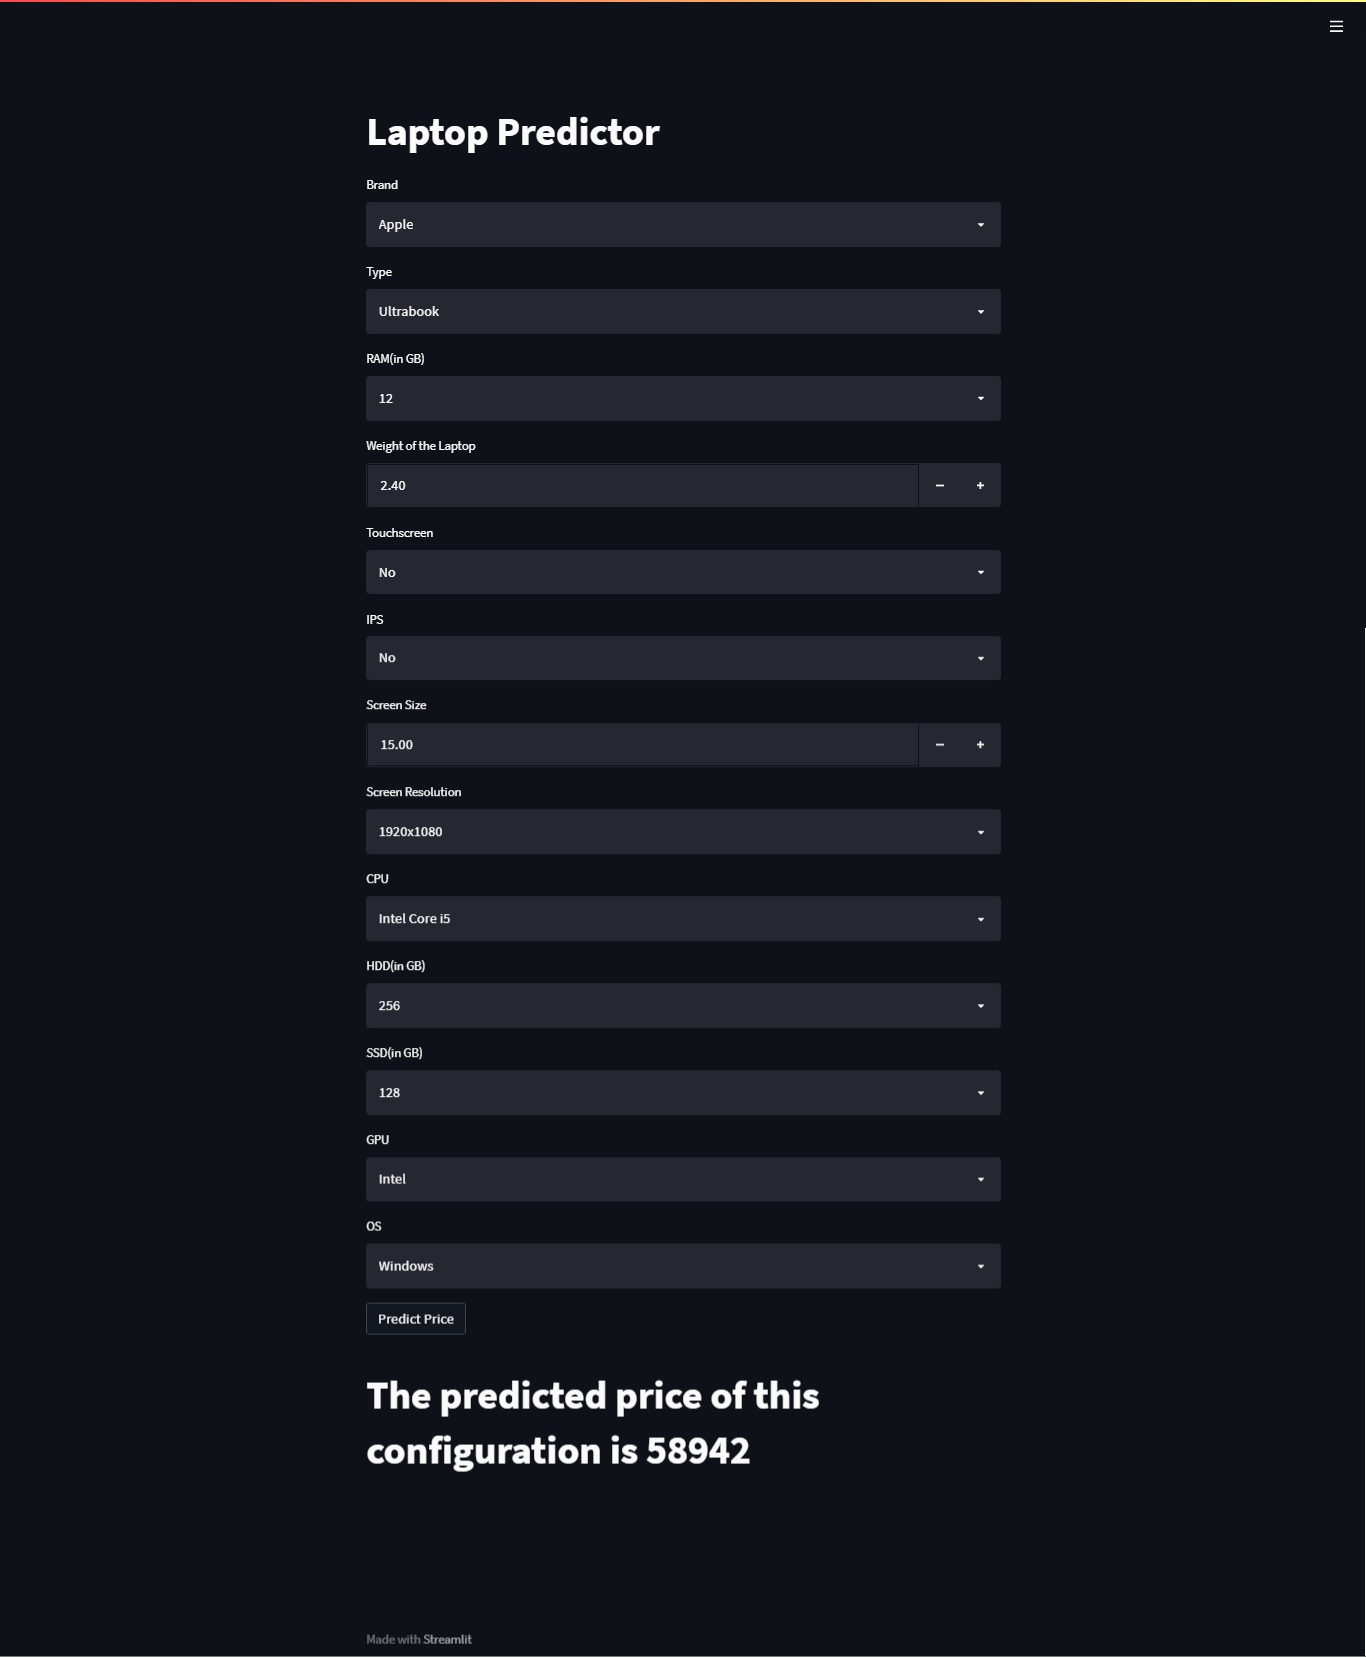 Laptop Predictor
Brand
Apple
Type
Ultrabook
RAM(in GB)
12
Weight of the Laptop
2.40
Touchscreen
No
IPS
No
Screen Size
15.00
Screen Resolution
1920x1080
CPU
Intel Core i5
HDD(in GB)
256
SSD(in GB)
128
GPU
Intel
OS
Windows
Predict Price
The predicted price of this
configuration is 58942
Made with Streamlit